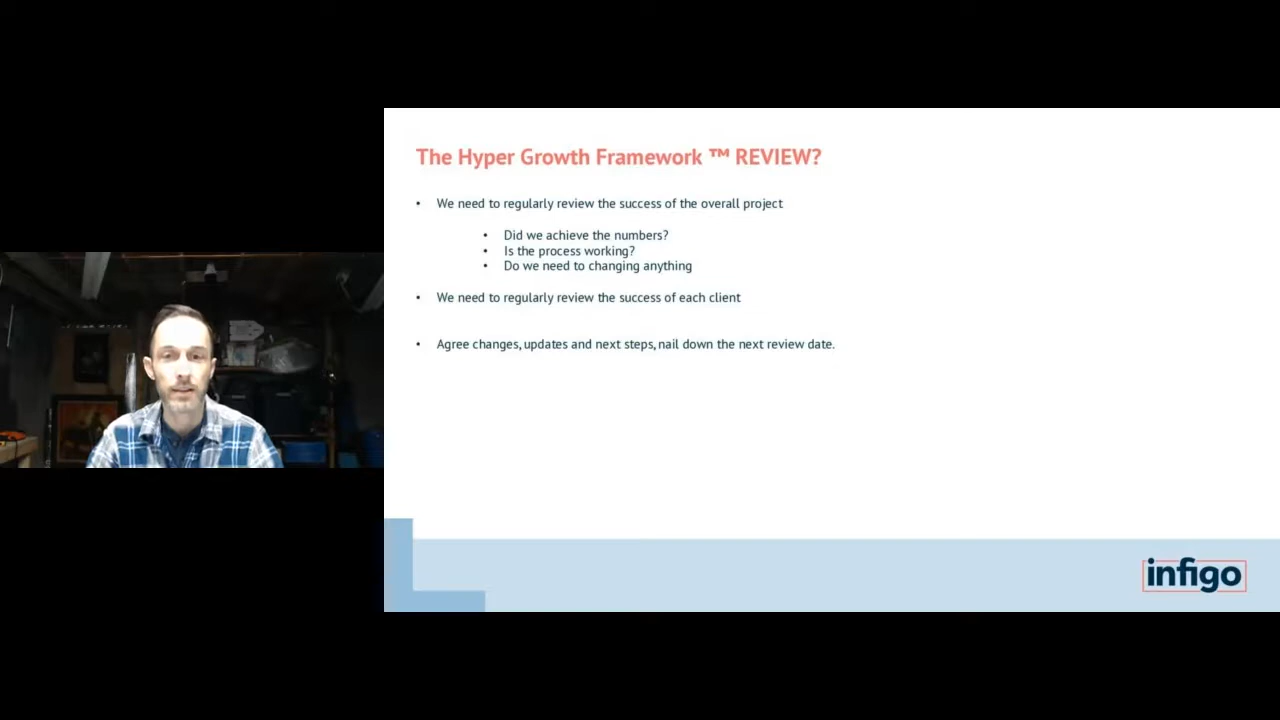 The Hyper Growth Framework ™ REVIEW?
• We need to regularly review the success of the overall project
• Did we achieve the numbers?
• Is the process working?
• Do we need to changing anything
• We need to regularly review the success of each client
• Agree changes, updates and next steps, nail down the next review date.
infigo